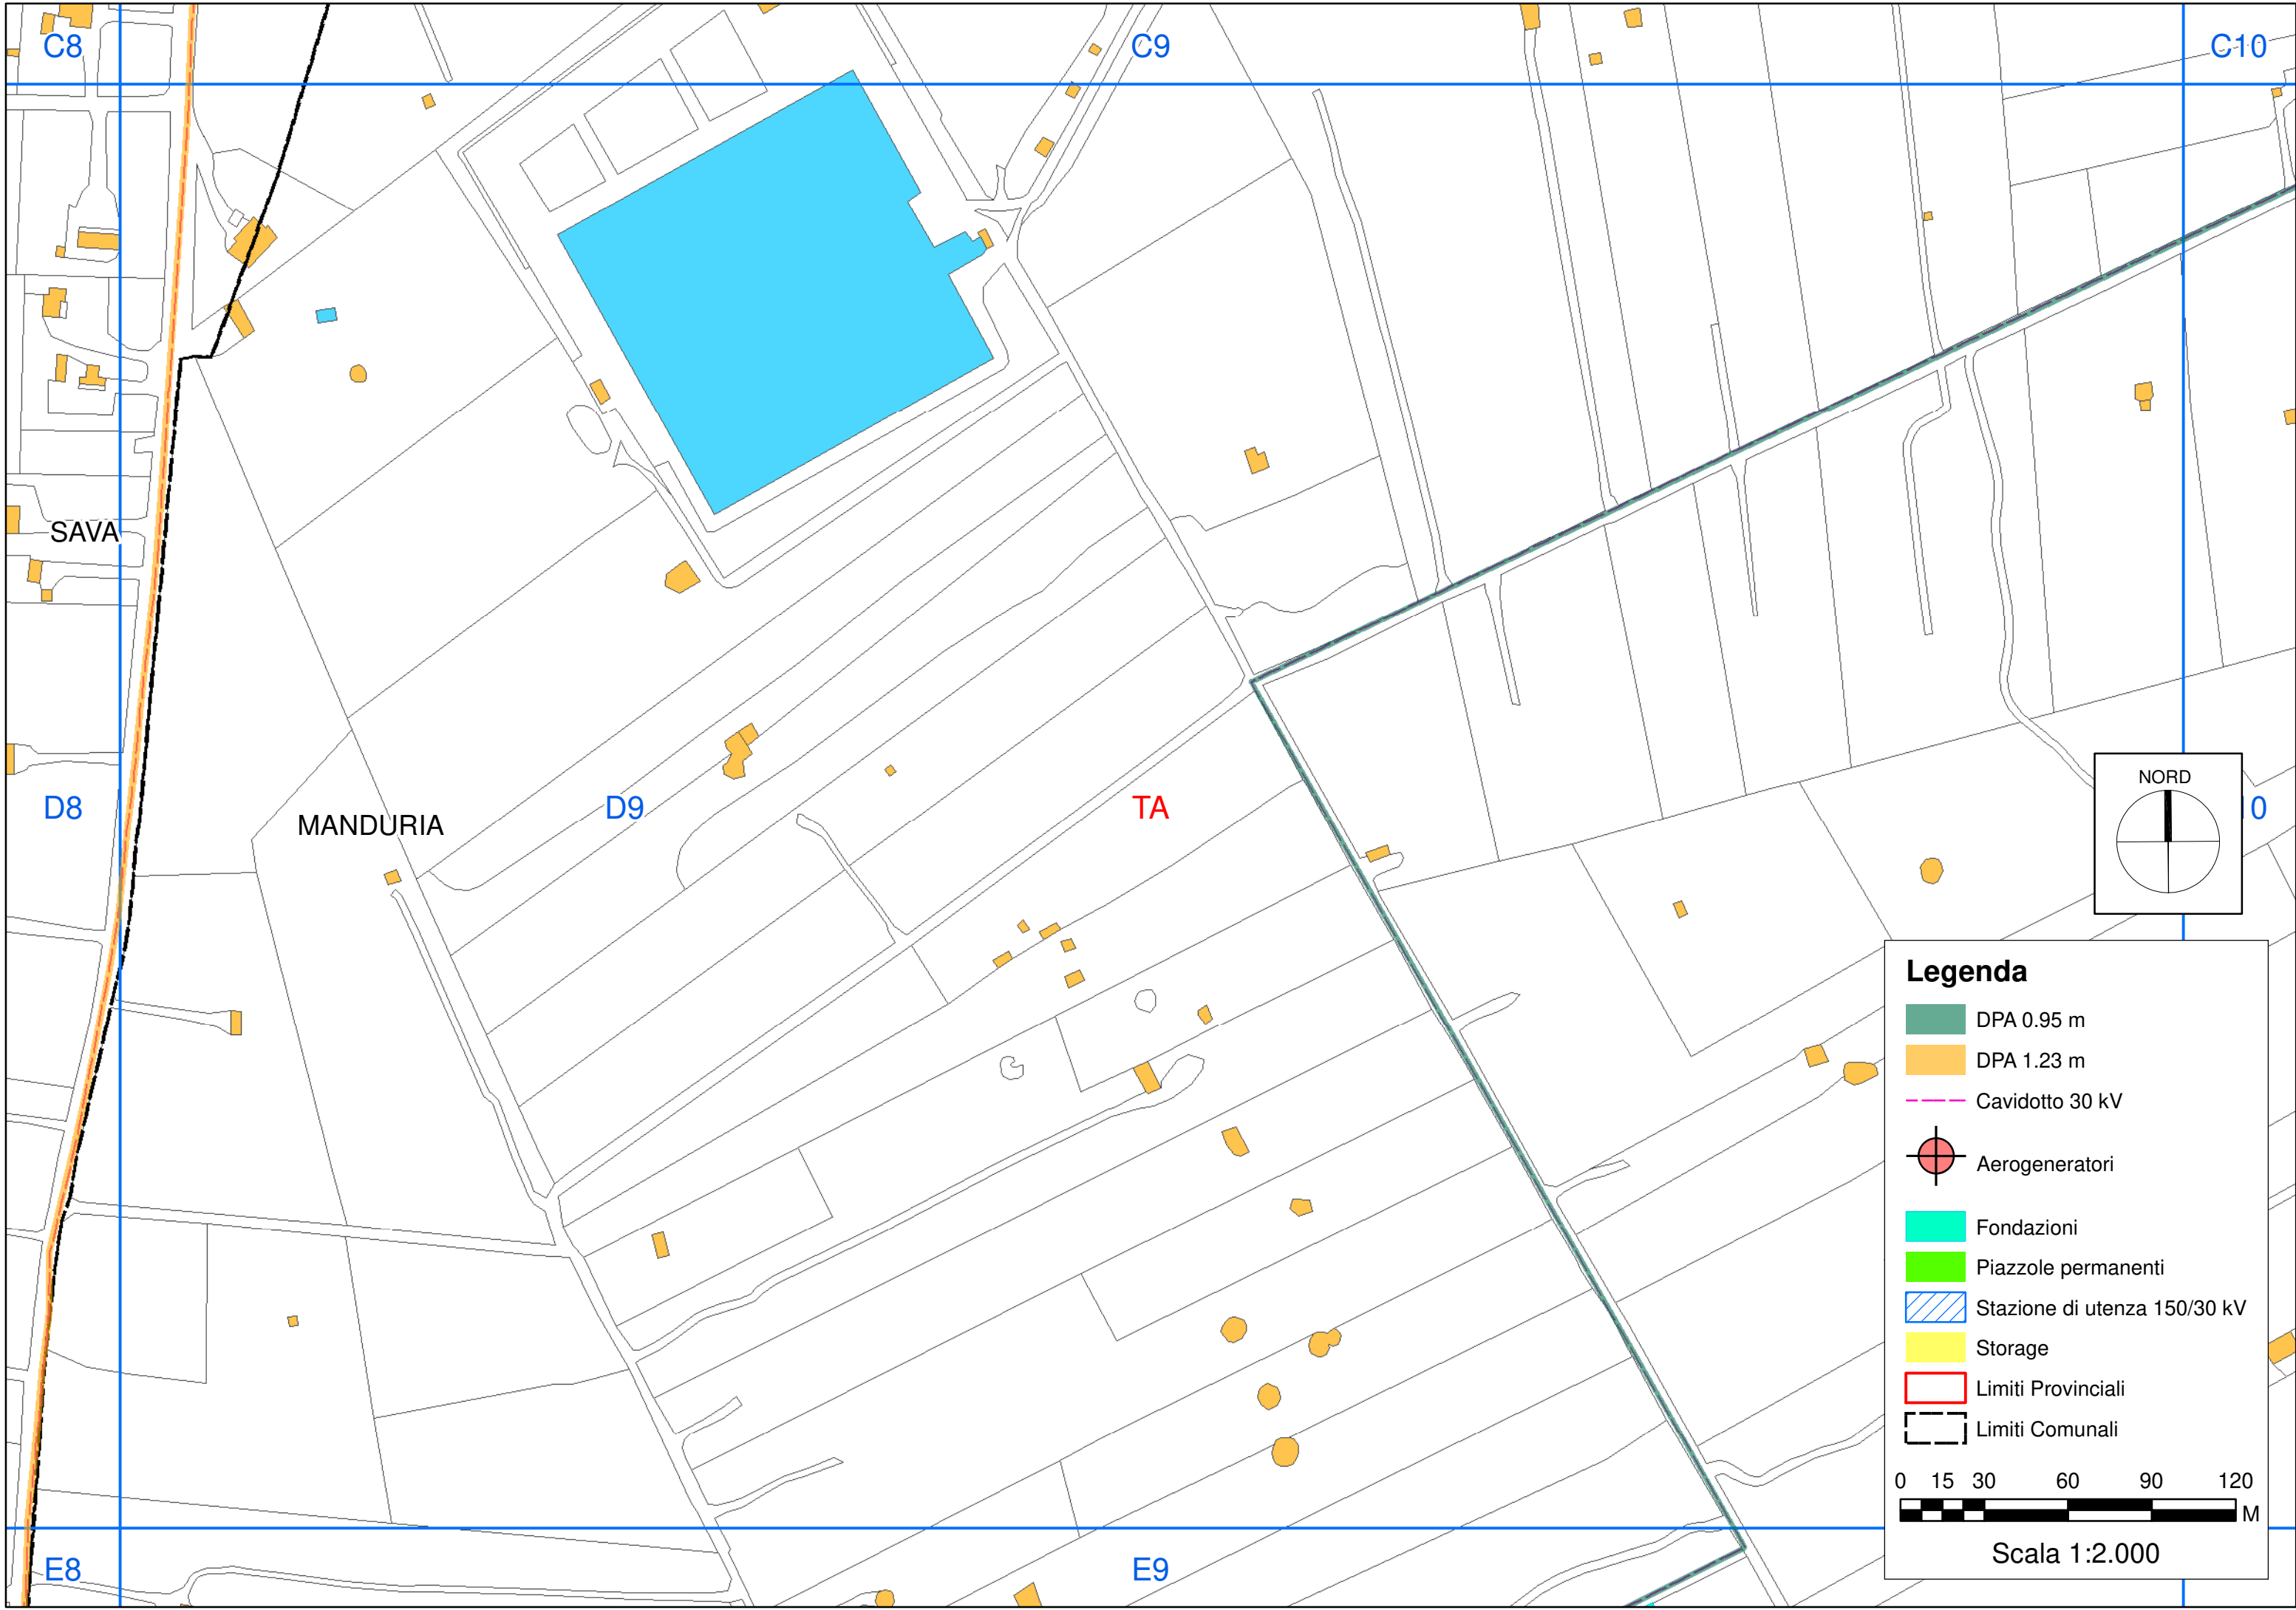 C8
C9
C10
SAVA
D8
MANDURIA
D9
TA
NORD
0
Legenda
DPA 0.95 m
DPA 1.23 m
Cavidotto 30 kV
Aerogeneratori
Fondazioni
Piazzole permanenti
Stazione di utenza 150/30 kV
Storage
Limiti Provinciali
Limiti Comunali
0 15 30 60 90 120
M
Scala 1:2.000
E8
E9